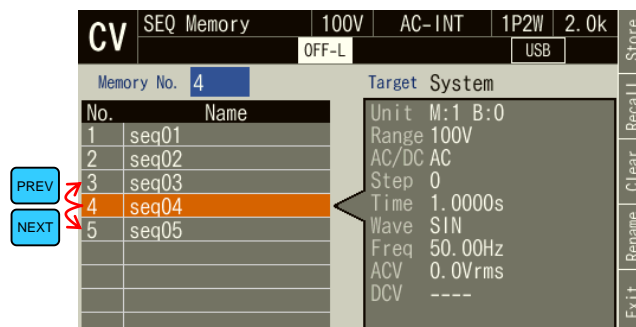 CV SEQ Memory 100V AC-INT 1P2W 2.0k
OFF-L USB
Memory No. 4 Target System
No. Name
1 seq01
2 seq02
3 seq03
4 seq04
5 seq05
Unit M:1 B:0
Range 100V
AC/DC AC
Step 0
Time 1.0000s
Wave SIN
Freq 50.00Hz
ACV 0.0Vrms
DCV ----
PREV
NEXT
Store
Recall
Clear
Rename
Exit